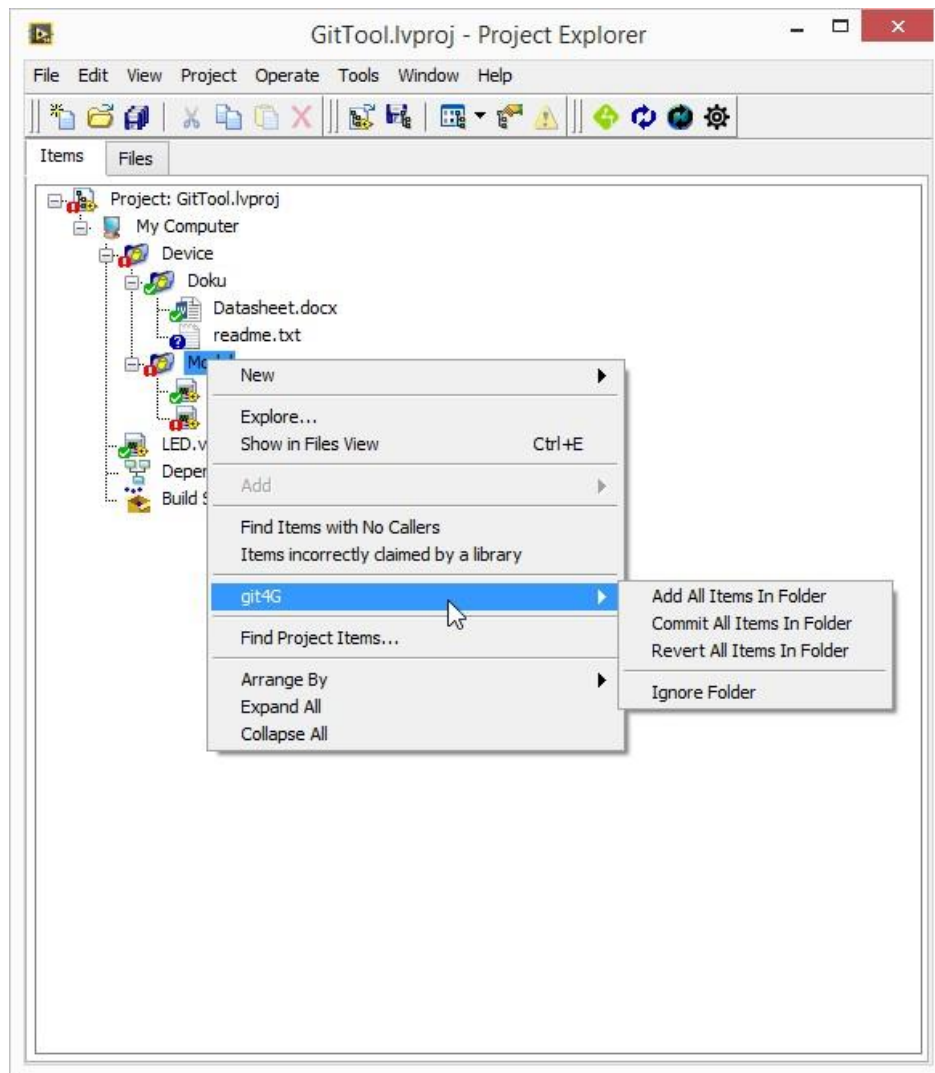 GitTool.lvproj - Project Explorer
File Edit View Project Operate Tools Window Help
Items Files
Project: GitTool.lvproj
My Computer
Device
Doku
Datasheet.docx
readme.txt
New
Explore...
Show in Files View Ctrl+E
Add
Find Items with No Callers
Items incorrectly claimed by a library
git4G
Find Project Items...
Arrange By
Expand All
Collapse All
Add All Items In Folder
Commit All Items In Folder
Revert All Items In Folder
Ignore Folder